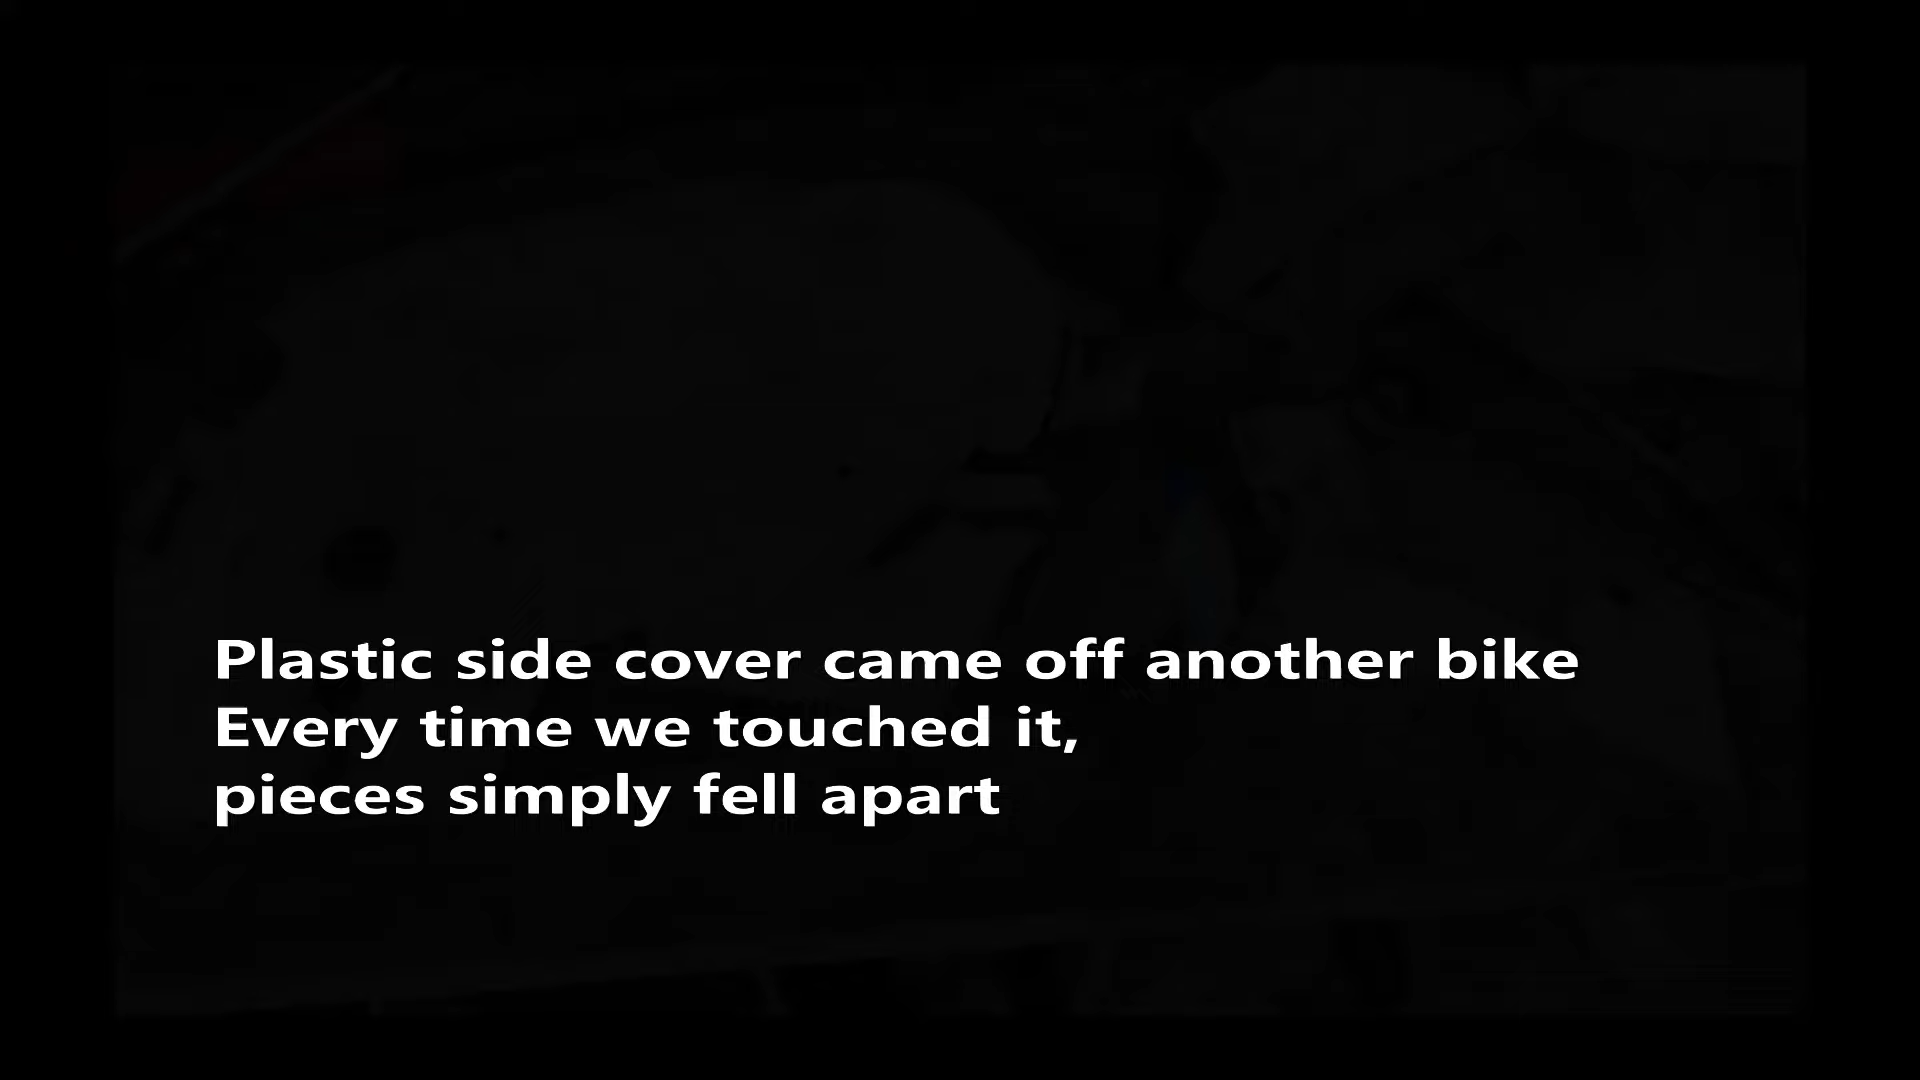 Plastic side cover came off another bike
Every time we touched it,
pieces simply fell apart